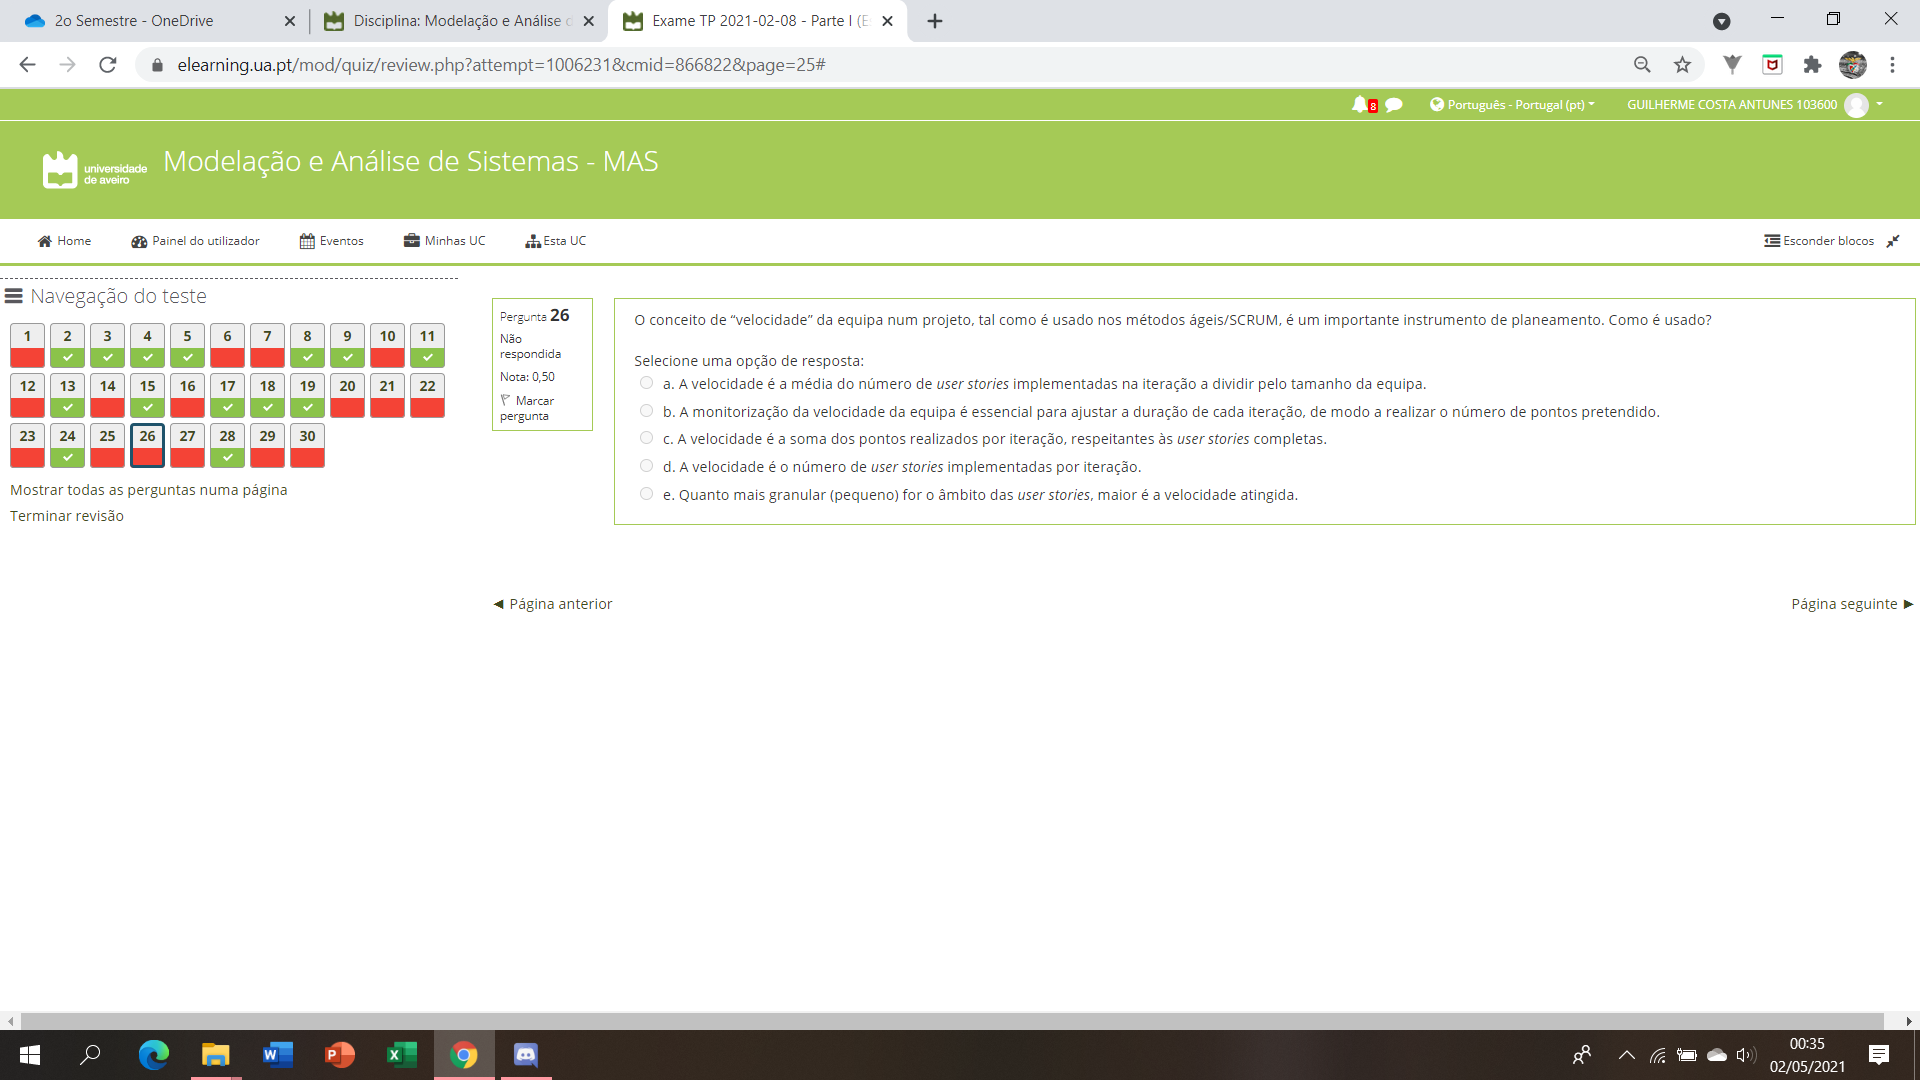 2o Semestre - OneDrive
Disciplina: Modelação e Análise d
Exame TP 2021-02-08 - Parte I (E
elearning.ua.pt/mod/quiz/review.php?attempt=1006231&cmid=866822&page=25#
8
Português - Portugal (pt)
GUILHERME COSTA ANTUNES 103600
universidade
de aveiro
Modelação e Análise de Sistemas - MAS
Home
Painel do utilizador
Eventos
Minhas UC
Esta UC
Esconder blocos
Navegação do teste
1 2 3 4 5 6 7 8 9 10 11
12 13 14 15 16 17 18 19 20 21 22
23 24 25 26 27 28 29 30
Mostrar todas as perguntas numa página
Terminar revisão
Pergunta 26
Não
respondida
Nota: 0,50
Marcar
pergunta
O conceito de “velocidade” da equipa num projeto, tal como é usado nos métodos ágeis/SCRUM, é um importante instrumento de planeamento. Como é usado?
Selecione uma opção de resposta:
a. A velocidade é a média do número de user stories implementadas na iteração a dividir pelo tamanho da equipa.
b. A monitorização da velocidade da equipa é essencial para ajustar a duração de cada iteração, de modo a realizar o número de pontos pretendido.
c. A velocidade é a soma dos pontos realizados por iteração, respeitantes às user stories completas.
d. A velocidade é o número de user stories implementadas por iteração.
e. Quanto mais granular (pequeno) for o âmbito das user stories, maior é a velocidade atingida.
◄ Página anterior
Página seguinte ►
00:35
02/05/2021